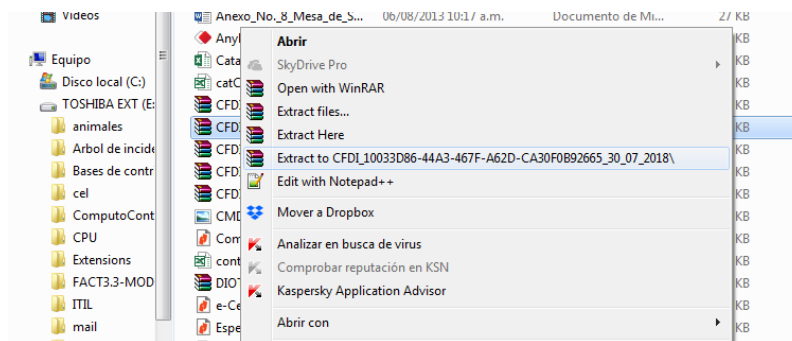 Videos
Equipo
Disco local (C:)
TOSHIBA EXT (E:
animales
Arbol de incide
Bases de contr
cel
ComputoCont
CPU
Extensions
FACT3.3-MOD
ITIL
mail
Anexo_No._8_Mesa_de_S... 06/08/2013 10:17 a.m. Documento de Mi... 27 KB
Any KB
Cata KB
catC KB
CFD KB
CFD KB
CFD KB
CFD KB
CFD KB
CME KB
Com KB
cont KB
DIO KB
e-Ce KB
Espe KB
Abrir
SkyDrive Pro
Open with WinRAR
Extract files...
Extract Here
Extract to CFDI_10033D86-44A3-467F-A62D-CA30F0B92665_30_07_2018\
Edit with Notepad++
Mover a Dropbox
Analizar en busca de virus
Comprobar reputación en KSN
Kaspersky Application Advisor
Abrir con